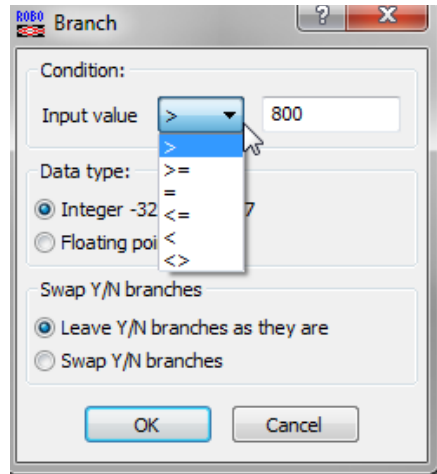 ROBO Branch ? X
Condition:
Input value > 800
>
Data type: >=
=
Integer -32 <= 7
Floating poi <
<>
Swap Y/N branches
Leave Y/N branches as they are
Swap Y/N branches
OK Cancel